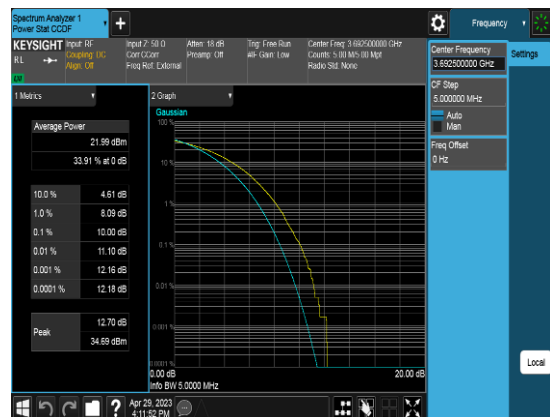 Spectrum Analyzer 1
Power Stat CCDF
+
Frequency
KEYSIGHT
RL
Input: RF
Coupling: DC
Align: Off
Input Z: 50 Ω
Corr CCorr
Freq Ref: External
Atten: 18 dB
Preamp: Off
Trig: Free Run
#IF Gain: Low
Center Freq: 3.692500000 GHz
Counts: 5.00 M/5.00 Mpt
Radio Std: None
Center Frequency
3.692500000 GHz
Settings
CF Step
5.000000 MHz
Auto
Man
Freq Offset
0 Hz
1 Metrics
Average Power
21.99 dBm
33.91 % at 0 dB
10.0 % 4.61 dB
1.0 % 8.09 dB
0.1 % 10.00 dB
0.01 % 11.10 dB
0.001 % 12.16 dB
0.0001 % 12.18 dB
Peak
12.70 dB
34.69 dBm
2 Graph
Gaussian
100 %
10 %
1 %
0.1 %
0.01 %
0.001 %
0.0001 %
0.00 dB
20.00 dB
Info BW 5.0000 MHz
Local
?
Apr 29, 2023
4:11:52 PM